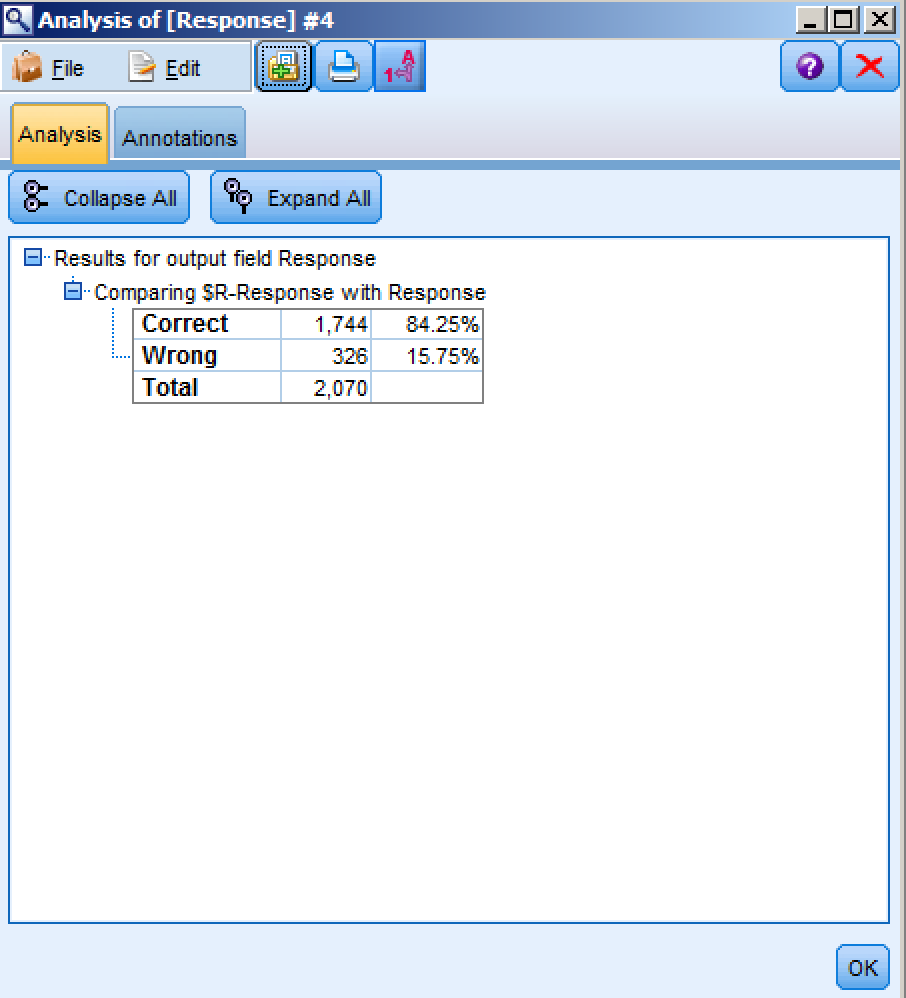 Analysis of [Response] #4
File Edit 1 A
Analysis Annotations
Collapse All Expand All
Results for output field Response
Comparing $R-Response with Response
Correct 1,744 84.25%
Wrong 326 15.75%
Total 2,070
OK